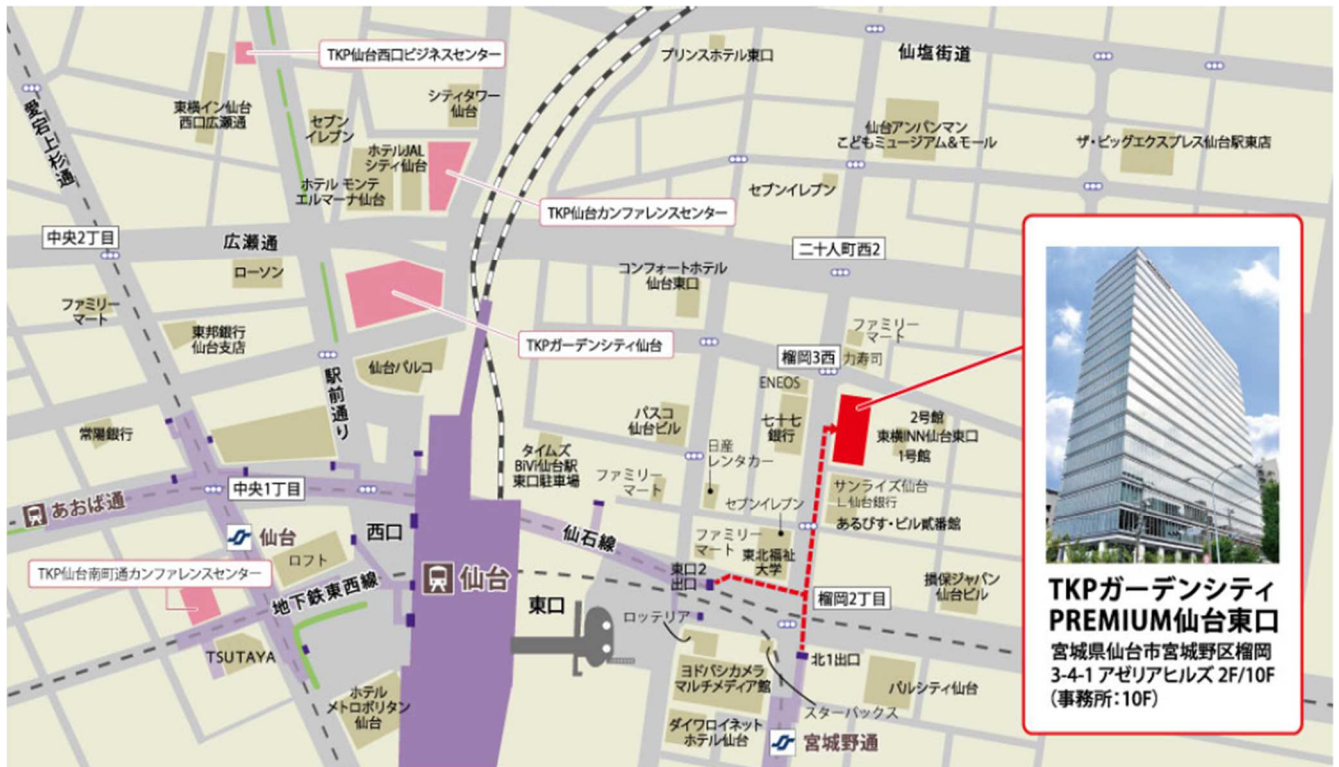 TKP仙台西口ビジネスセンター
プリンスホテル東口
仙塩街道
愛宕上杉通
東横イン仙台
西口広瀬通
セブン
イレブン
シティタワー
仙台
ホテルJAL
シティ仙台
ホテル モンテ
エルマーナ仙台
仙台アンパンマン
こどもミュージアム&モール
ザ・ビッグエクスプレス仙台駅東店
セブンイレブン
TKP仙台カンファレンスセンター
中央2丁目
広瀬通
二十人町西2
ローソン
コンフォートホテル
仙台東口
ファミリー
マート
東邦銀行
仙台支店
TKPガーデンシティ仙台
ファミリー
マート
榴岡3西
力寿司
仙台パルコ
駅前通り
ENEOS
パスコ
仙台ビル
七十七
銀行
2号館
東横INN仙台東口
1号館
常陽銀行
タイムズ
BiVi仙台駅
東口駐車場
日産
レンタカー
ファミリー
マート
サンライズ仙台
∟仙台銀行
セブンイレブン
あるびす・ビル貳番館
中央1丁目
あおば通
仙台
西口
仙石線
ファミリー
マート
東北福祉
大学
ロフト
TKP仙台南町通カンファレンスセンター
地下鉄東西線
仙台
東口
東口2
出口
榴岡2丁目
損保ジャパン
仙台ビル
ロッテリア
TSUTAYA
北1出口
ヨドバシカメラ
マルチメディア館
パルシティ仙台
ホテル
メトロポリタン
仙台
スターバックス
ダイワロイネット
ホテル仙台
宮城野通
TKPガーデンシティ
PREMIUM仙台東口
宮城県仙台市宮城野区榴岡
3-4-1 アゼリアヒルズ 2F/10F
(事務所:10F)